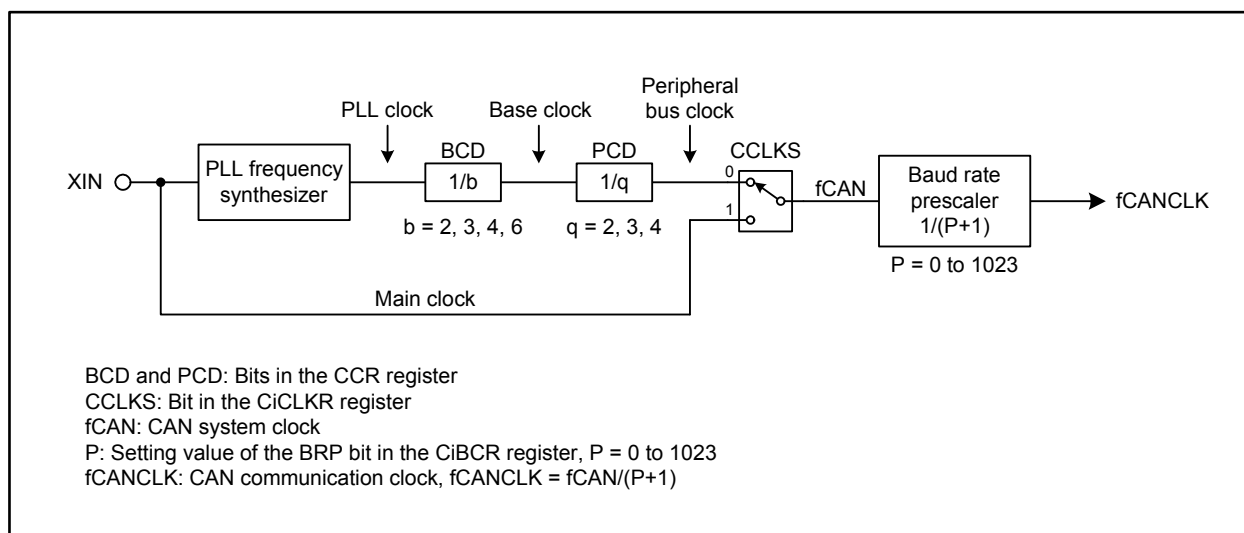 Peripheral
bus clock
PLL clock
Base clock
BCD
PCD
CCLKS
XIN
PLL frequency
synthesizer
1/b
1/q
0
1
fCAN
Baud rate
prescaler
1/(P+1)
fCANCLK
b = 2, 3, 4, 6
q = 2, 3, 4
P = 0 to 1023
Main clock
BCD and PCD: Bits in the CCR register
CCLKS: Bit in the CiCLKR register
fCAN: CAN system clock
P: Setting value of the BRP bit in the CiBCR register, P = 0 to 1023
fCANCLK: CAN communication clock, fCANCLK = fCAN/(P+1)